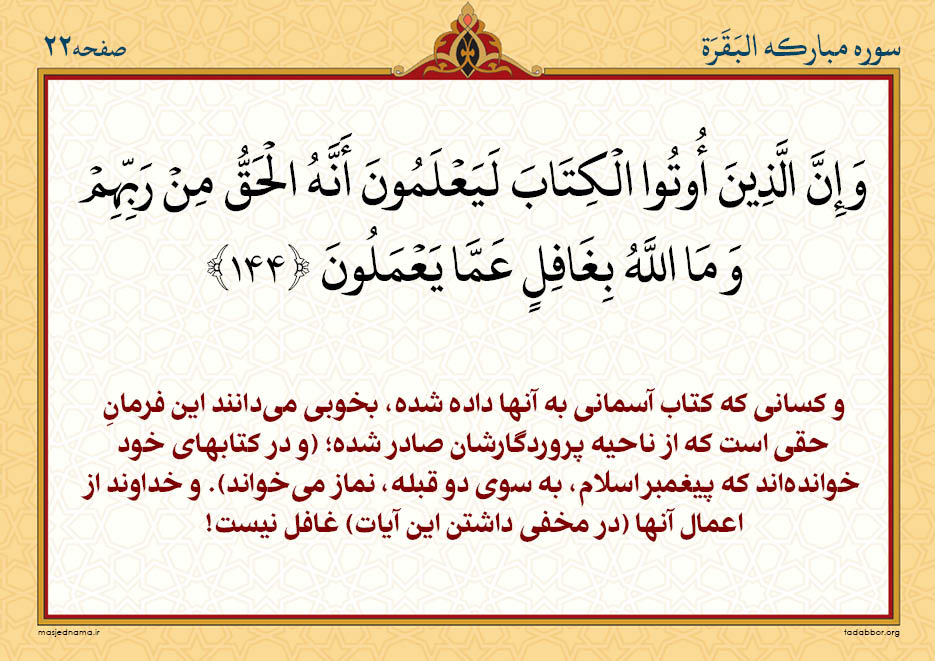 سوره مبارکه البَقَرَة
صفحه۲۲
وَإِنَّ الَّذِينَ أُوتُوا الْكِتَابَ لَيَعْلَمُونَ أَنَّهُ الْحَقُّ مِنْ رَبِّهِمْ
وَ مَا اللَّهُ بِغَافِلٍ عَمَّا يَعْمَلُونَ ﴿۱۴۴﴾
و کسانی که کتاب آسمانی به آنها داده شده، بخوبی می‌دانند این فرمانِ
حقی است که از ناحیه پروردگارشان صادر شده؛ (و در کتابهای خود
خوانده‌اند که پیغمبر اسلام، به سوی دو قبله، نماز می‌خواند). و خداوند از
اعمال آنها (در مخفی داشتن این آیات) غافل نیست!
masjednama.ir
tadabbor.org